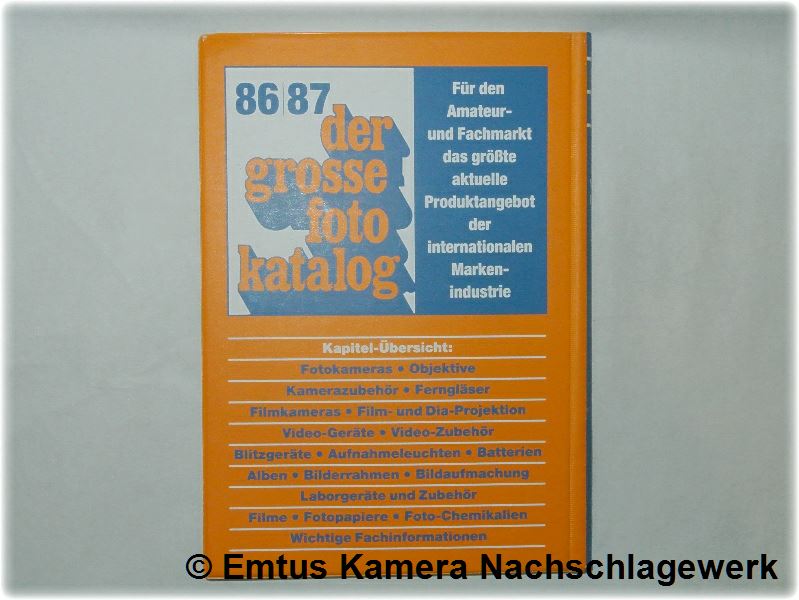 86|87
der
grosse
foto
katalog
Für den
Amateur-
und Fachmarkt
das größte
aktuelle
Produktangebot
der
internationalen
Marken-
industrie
Kapitel-Übersicht:
Fotokameras • Objektive
Kamerazubehör • Ferngläser
Filmkameras • Film- und Dia-Projektion
Video-Geräte • Video-Zubehör
Blitzgeräte • Aufnahmeleuchten • Batterien
Alben • Bilderrahmen • Bildaufmachung
Laborgeräte und Zubehör
Filme • Fotopapiere • Foto-Chemikalien
Wichtige Fachinformationen
© Emtus Kamera Nachschlagewerk